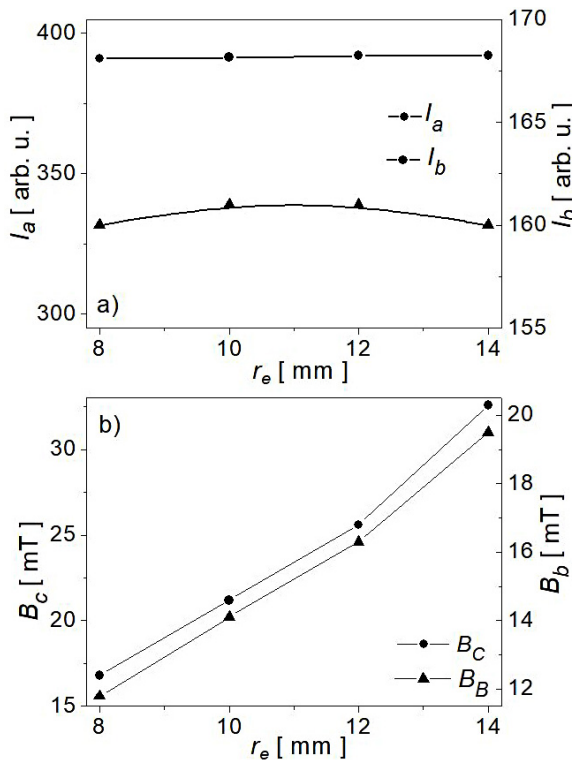 400
350
300
I_a [ arb. u. ]
170
165
160
155
I_b [ arb. u. ]
I_a
I_b
a)
8 10 12 14
r_e [ mm ]
b)
30
25
20
15
B_c [ mT ]
20
18
16
14
12
B_b [ mT ]
B_C
B_B
8 10 12 14
r_e [ mm ]